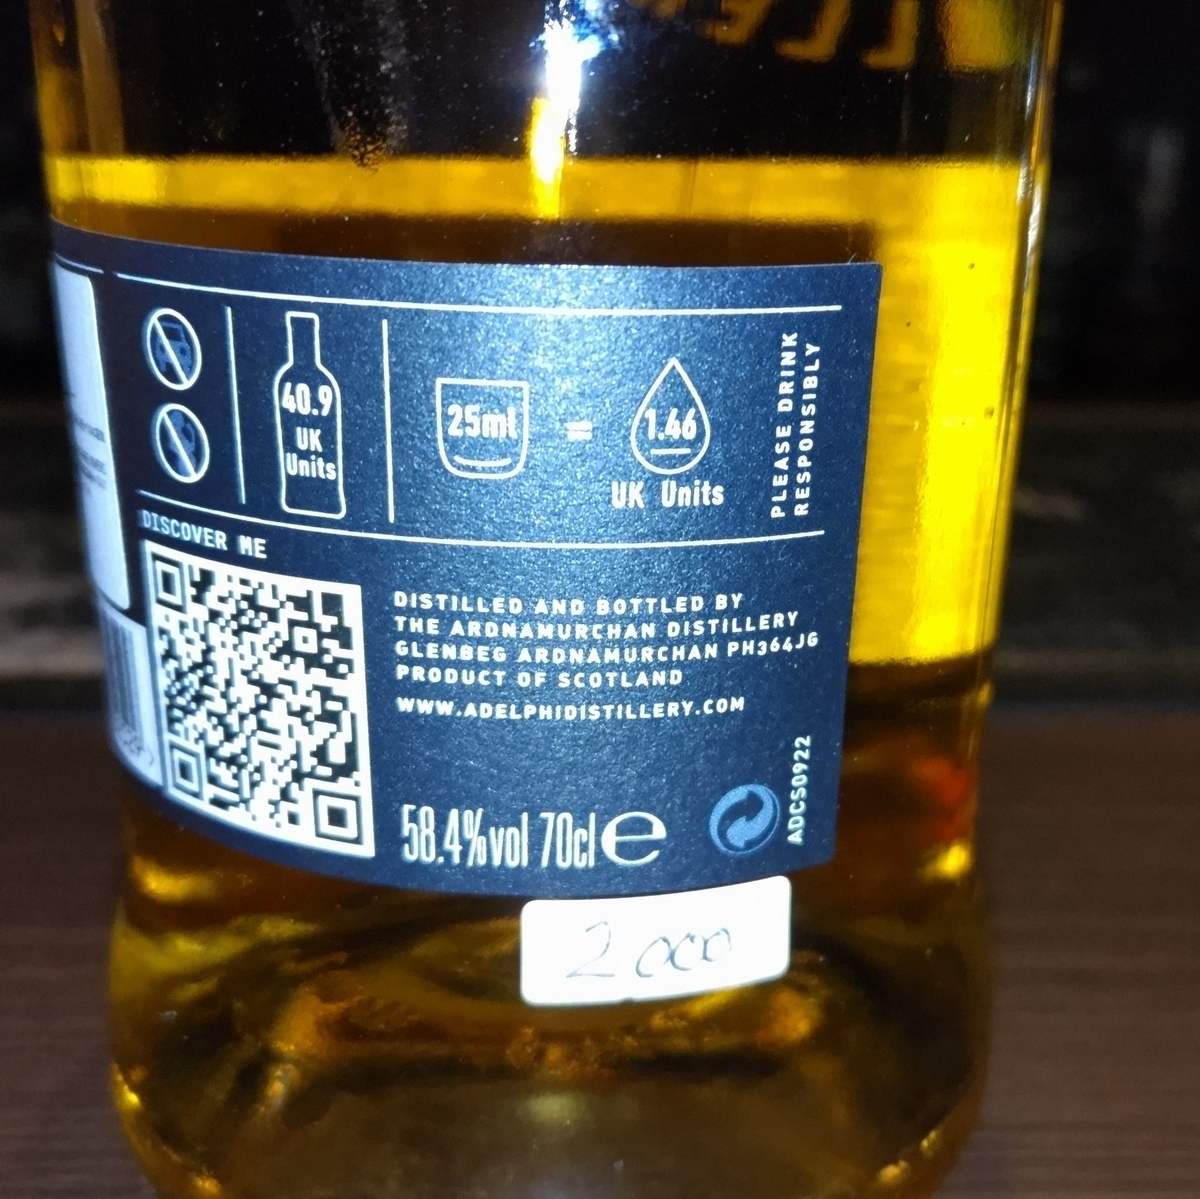 40.9
UK
Units
25ml
=
1.46
UK Units
PLEASE DRINK
RESPONSIBLY
DISCOVER ME
DISTILLED AND BOTTLED BY
THE ARDNAMURCHAN DISTILLERY
GLENBEG ARDNAMURCHAN PH364JG
PRODUCT OF SCOTLAND
WWW.ADELPHIDISTILLERY.COM
58.4%vol 70cl e
ADCS0922
2000